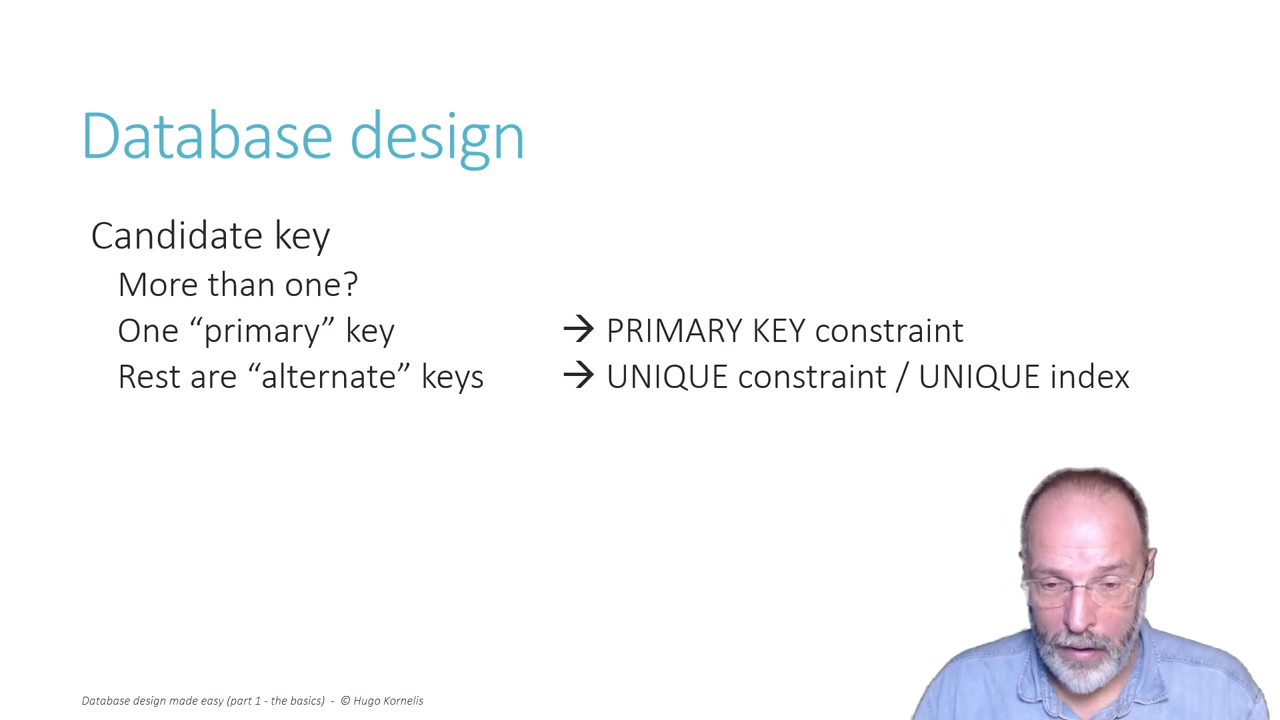 Database design
Candidate key
More than one?
One “primary” key → PRIMARY KEY constraint
Rest are “alternate” keys → UNIQUE constraint / UNIQUE index
Database design made easy (part 1 - the basics) - © Hugo Kornelis